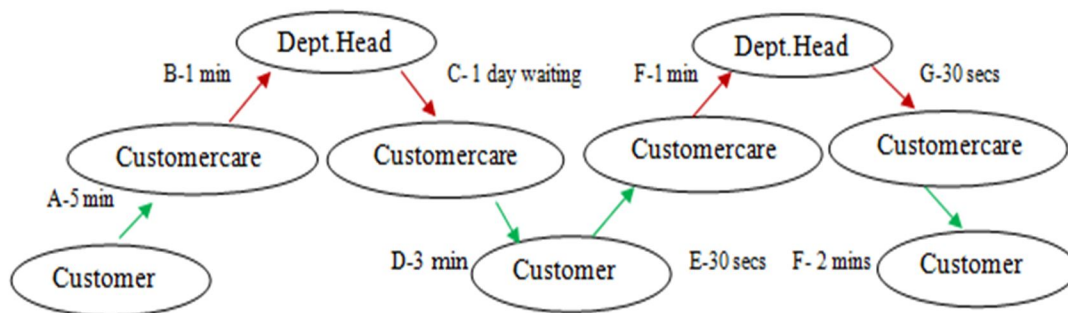 Dept.Head
Dept.Head
B-1 min
C- 1 day waiting
F-1 min
G-30 secs
Customercare
Customercare
Customercare
Customercare
A-5 min
D-3 min
E-30 secs
F- 2 mins
Customer
Customer
Customer